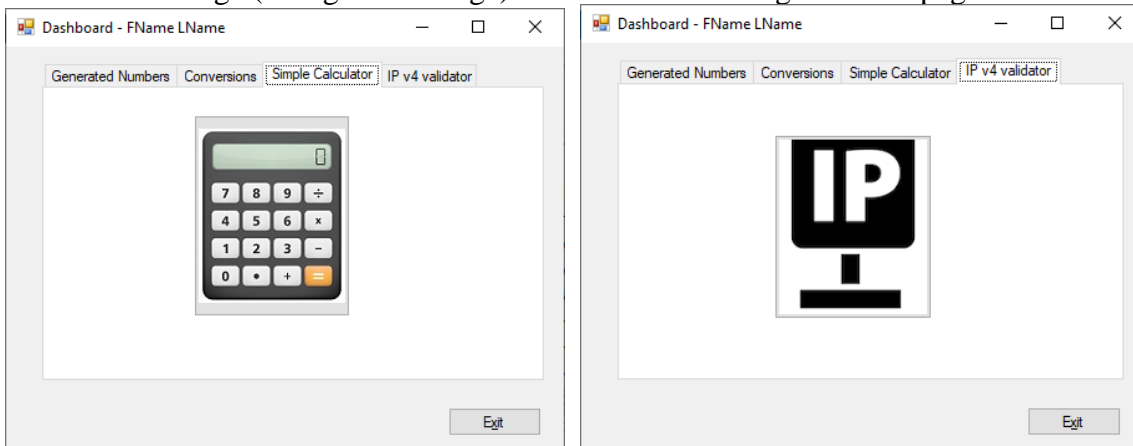 Dashboard - FName LName
Generated Numbers Conversions Simple Calculator IP v4 validator
0
7 8 9 ÷
4 5 6 x
1 2 3 -
0 • + =
Exit
Dashboard - FName LName
Generated Numbers Conversions Simple Calculator IP v4 validator
IP
Exit